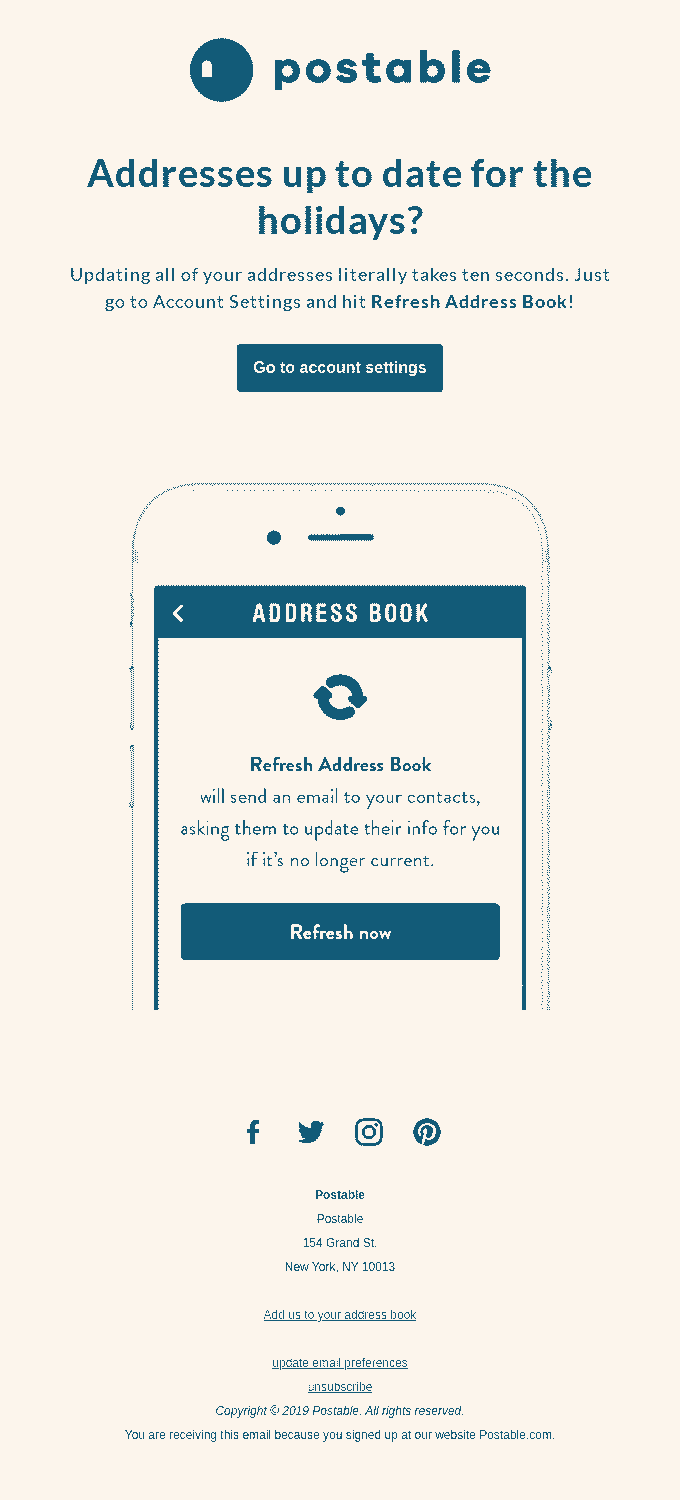 postable
Addresses up to date for the
holidays?
Updating all of your addresses literally takes ten seconds. Just
go to Account Settings and hit Refresh Address Book!
Go to account settings
ADDRESS BOOK
Refresh Address Book
will send an email to your contacts,
asking them to update their info for you
if it's no longer current.
Refresh now
Postable
Postable
154 Grand St.
New York, NY 10013
Add us to your address book
update email preferences
unsubscribe
Copyright © 2019 Postable. All rights reserved.
You are receiving this email because you signed up at our website Postable.com.